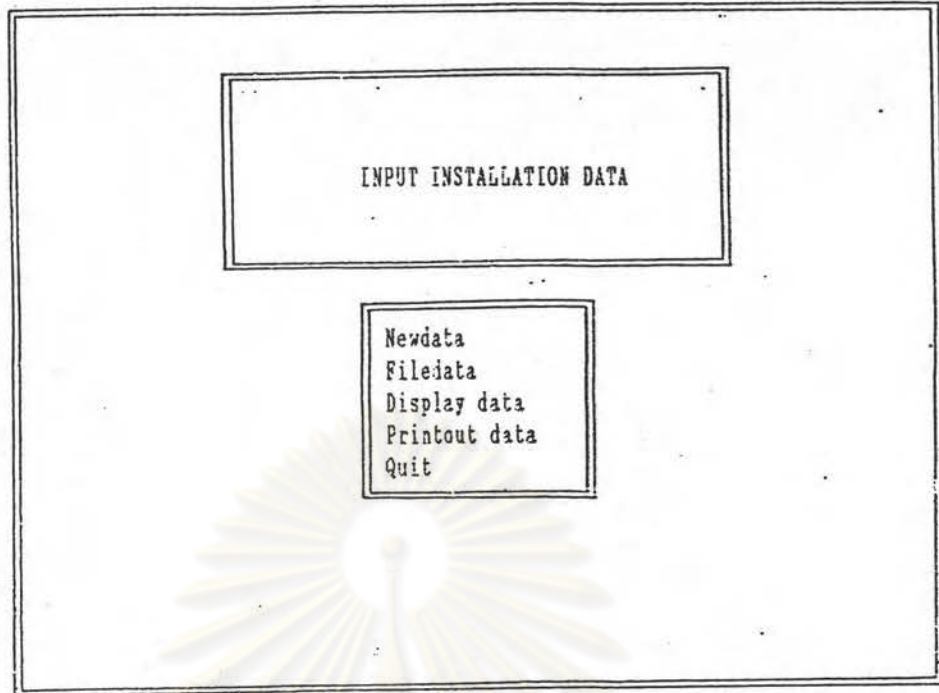 INPUT INSTALLATION DATA
Newdata
Filedata
Display data
Printout data
Quit